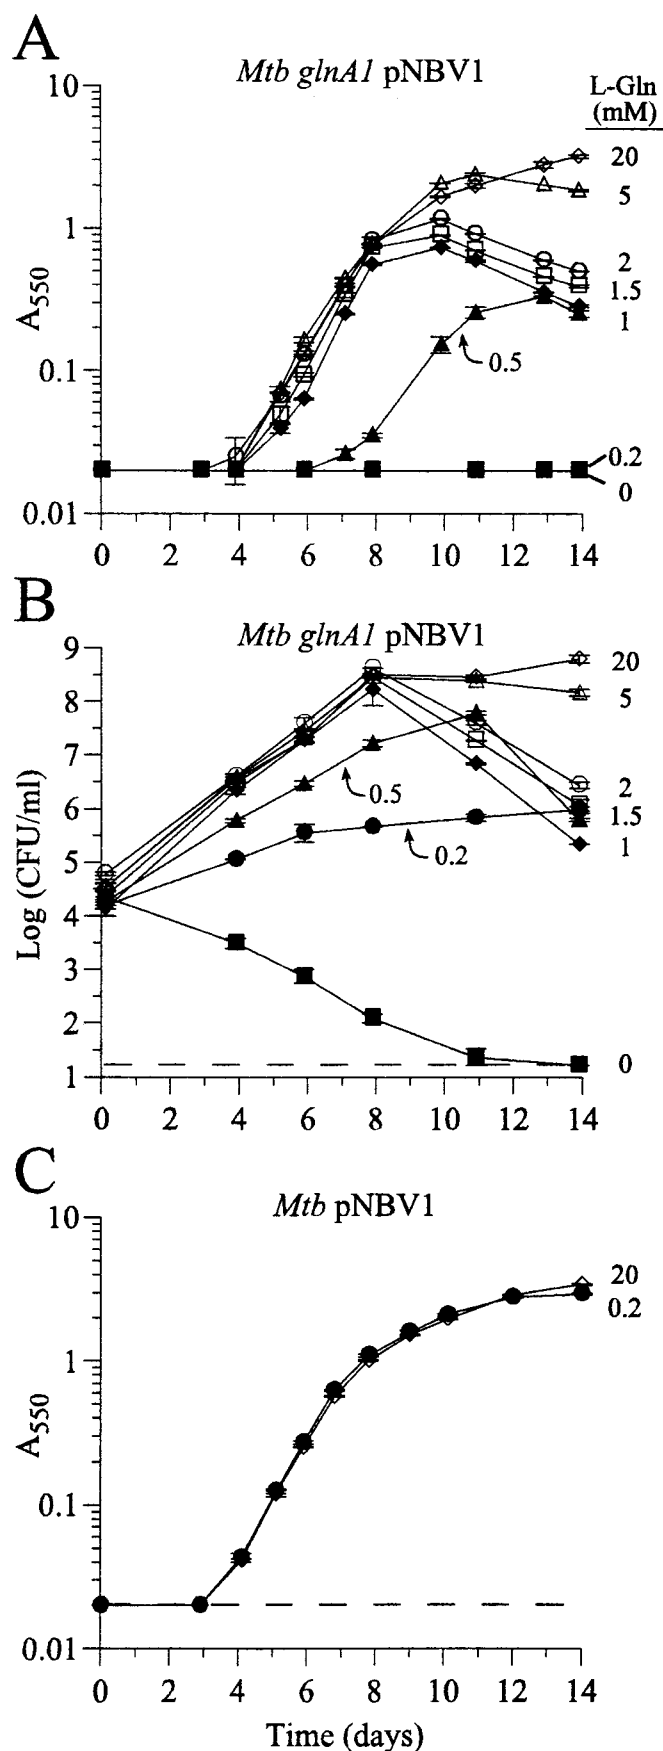 A
Mtb glnA1 pNBV1
L-Gln
(mM)
10
1
0.1
0.01
A550
20
5
2
1.5
1
0.5
0.2
0
0 2 4 6 8 10 12 14
B
Mtb glnA1 pNBV1
9
8
7
6
5
4
3
2
1
Log (CFU/ml)
20
5
2
1.5
1
0.5
0.2
0
0 2 4 6 8 10 12 14
C
Mtb pNBV1
10
1
0.1
0.01
A550
20
0.2
0 2 4 6 8 10 12 14
Time (days)